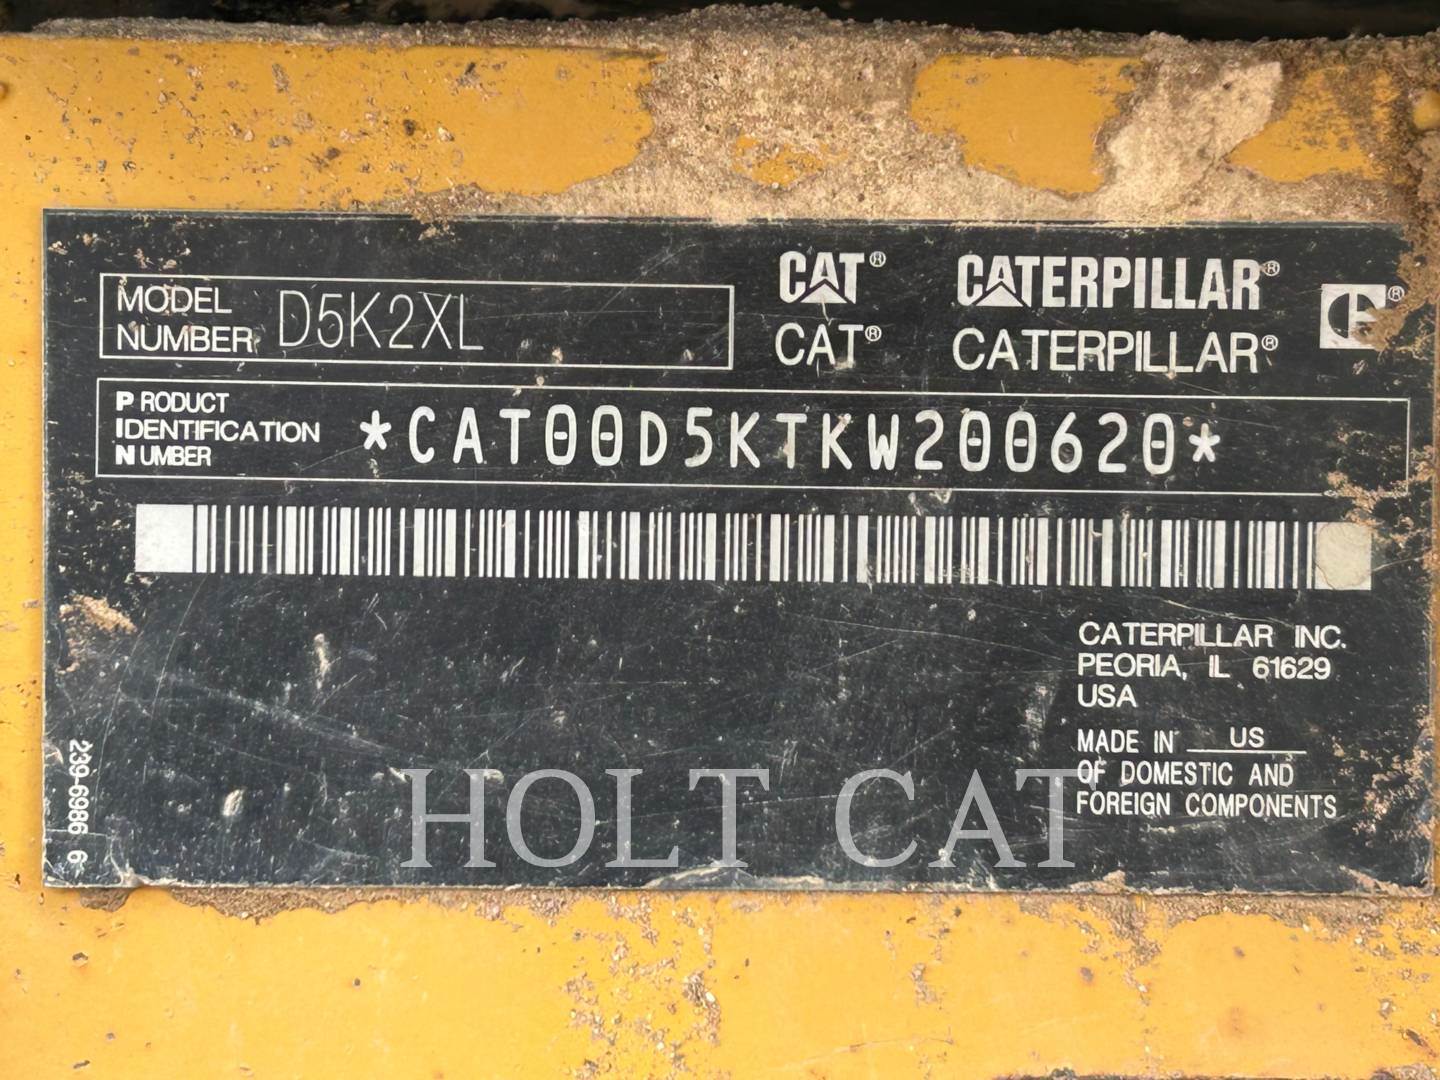 MODEL
NUMBER D5K2XL
CAT® CATERPILLAR® ®
CAT® CATERPILLAR®
PRODUCT
IDENTIFICATION
NUMBER
*CAT00D5KTKW200620*
CATERPILLAR INC.
PEORIA, IL 61629
USA
MADE IN US
OF DOMESTIC AND
FOREIGN COMPONENTS
239-6986 6
HOLT CAT